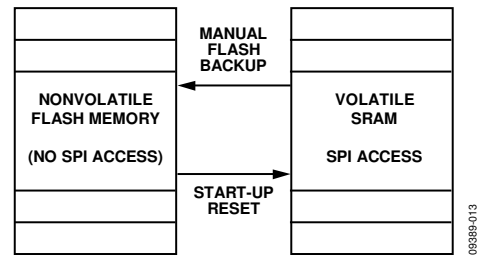 MANUAL
FLASH
BACKUP
NONVOLATILE
FLASH MEMORY
(NO SPI ACCESS)
VOLATILE
SRAM
SPI ACCESS
START-UP
RESET
09389-013